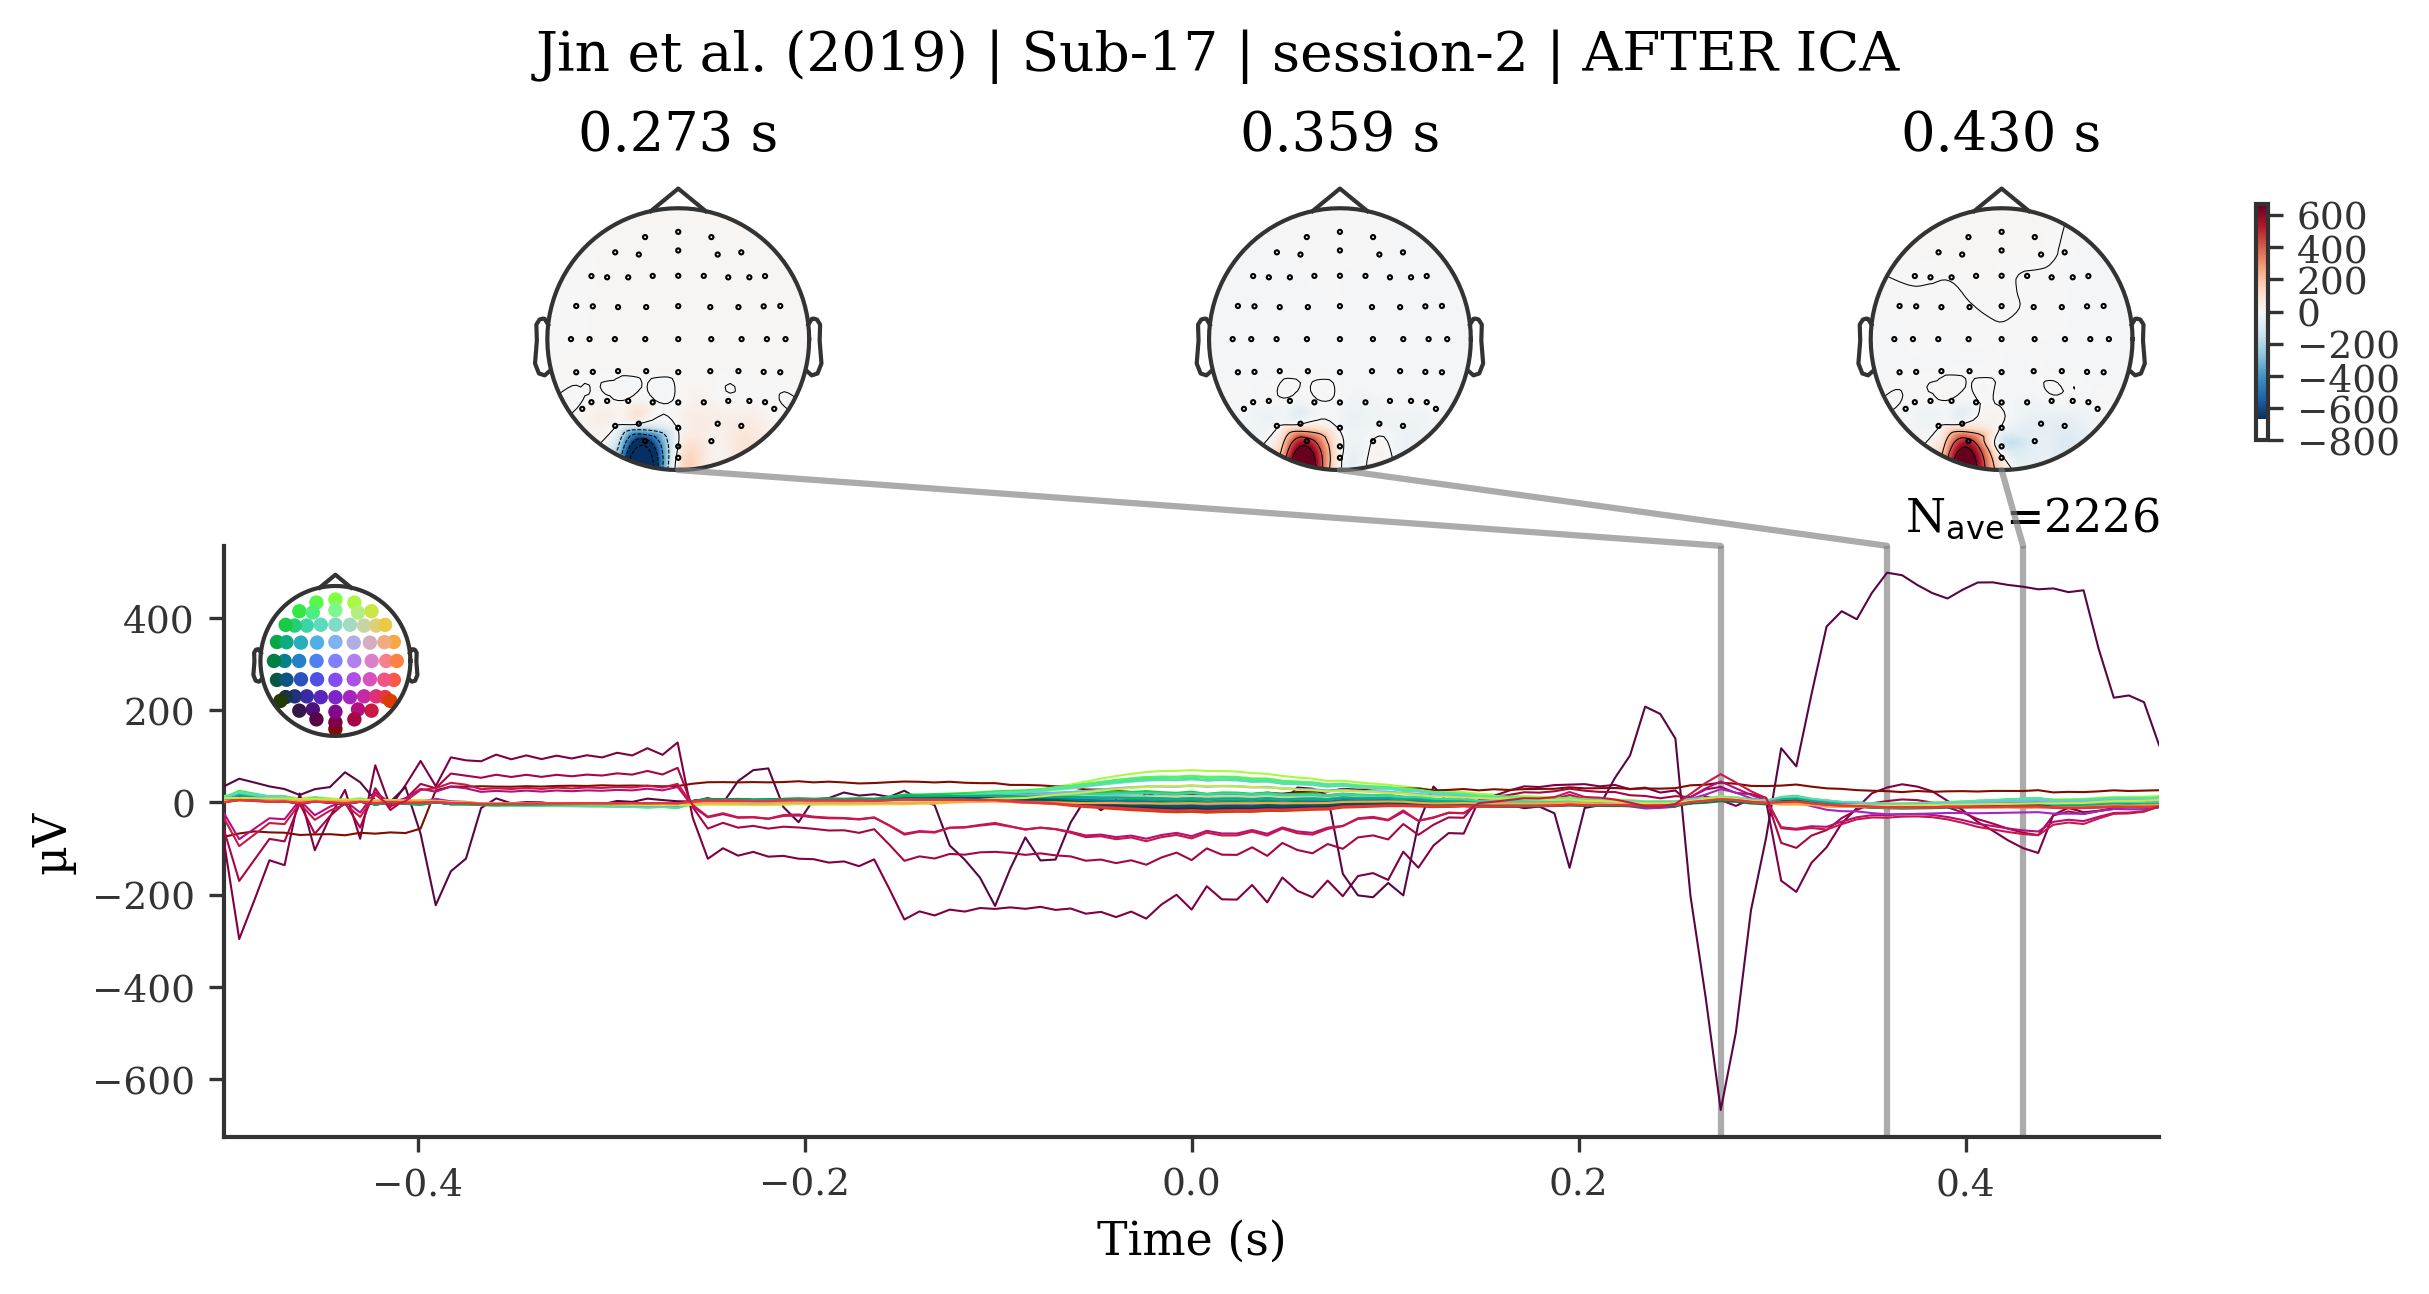 Jin et al. (2019) | Sub-17 | session-2 | AFTER ICA
0.273 s
0.359 s
0.430 s
600
400
200
0
−200
−400
−600
−800
Nave=2226
400
200
0
−200
−400
−600
µV
−0.4
−0.2
0.0
0.2
0.4
Time (s)